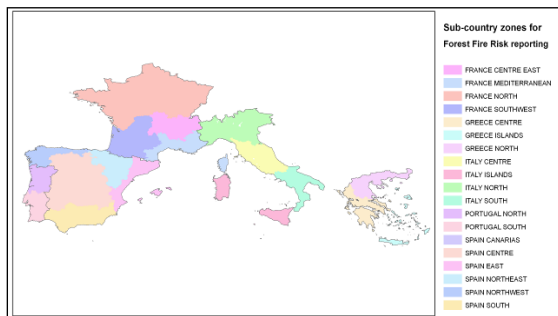 Sub-country zones for
Forest Fire Risk reporting
FRANCE CENTRE EAST
FRANCE MEDITERRANEAN
FRANCE NORTH
FRANCE SOUTHWEST
GREECE CENTRE
GREECE ISLANDS
GREECE NORTH
ITALY CENTRE
ITALY ISLANDS
ITALY NORTH
ITALY SOUTH
PORTUGAL NORTH
PORTUGAL SOUTH
SPAIN CANARIAS
SPAIN CENTRE
SPAIN EAST
SPAIN NORTHEAST
SPAIN NORTHWEST
SPAIN SOUTH